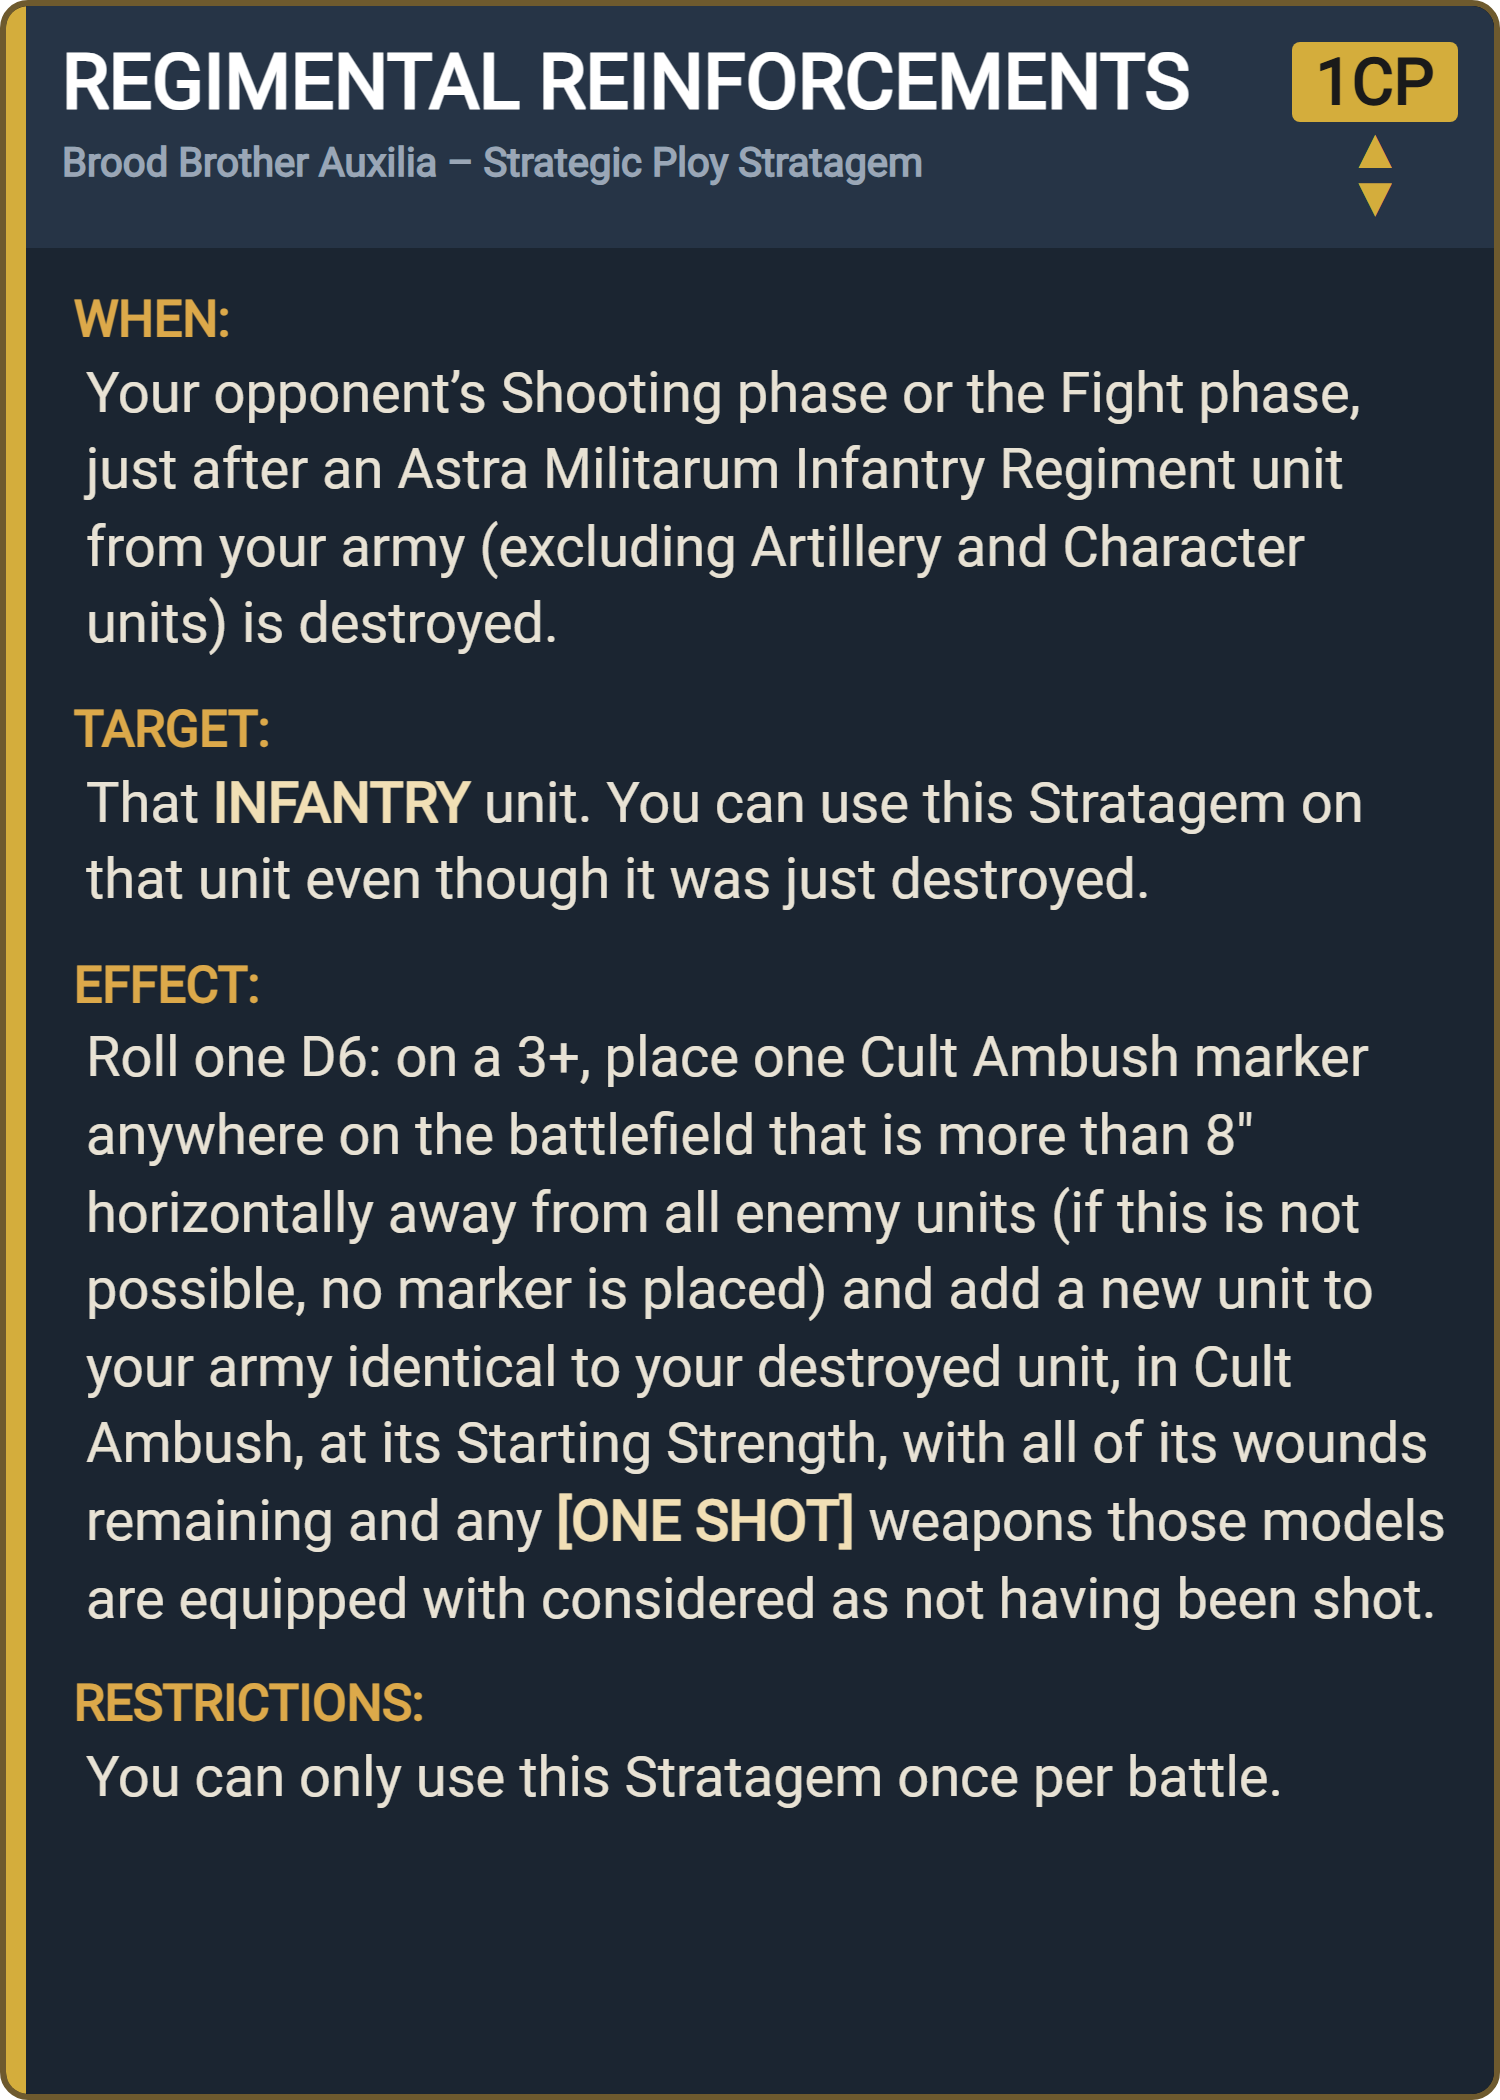 REGIMENTAL REINFORCEMENTS
1CP
Brood Brother Auxilia – Strategic Ploy Stratagem
WHEN:
Your opponent’s Shooting phase or the Fight phase,
just after an Astra Militarum Infantry Regiment unit
from your army (excluding Artillery and Character
units) is destroyed.
TARGET:
That INFANTRY unit. You can use this Stratagem on
that unit even though it was just destroyed.
EFFECT:
Roll one D6: on a 3+, place one Cult Ambush marker
anywhere on the battlefield that is more than 8"
horizontally away from all enemy units (if this is not
possible, no marker is placed) and add a new unit to
your army identical to your destroyed unit, in Cult
Ambush, at its Starting Strength, with all of its wounds
remaining and any [ONE SHOT] weapons those models
are equipped with considered as not having been shot.
RESTRICTIONS:
You can only use this Stratagem once per battle.